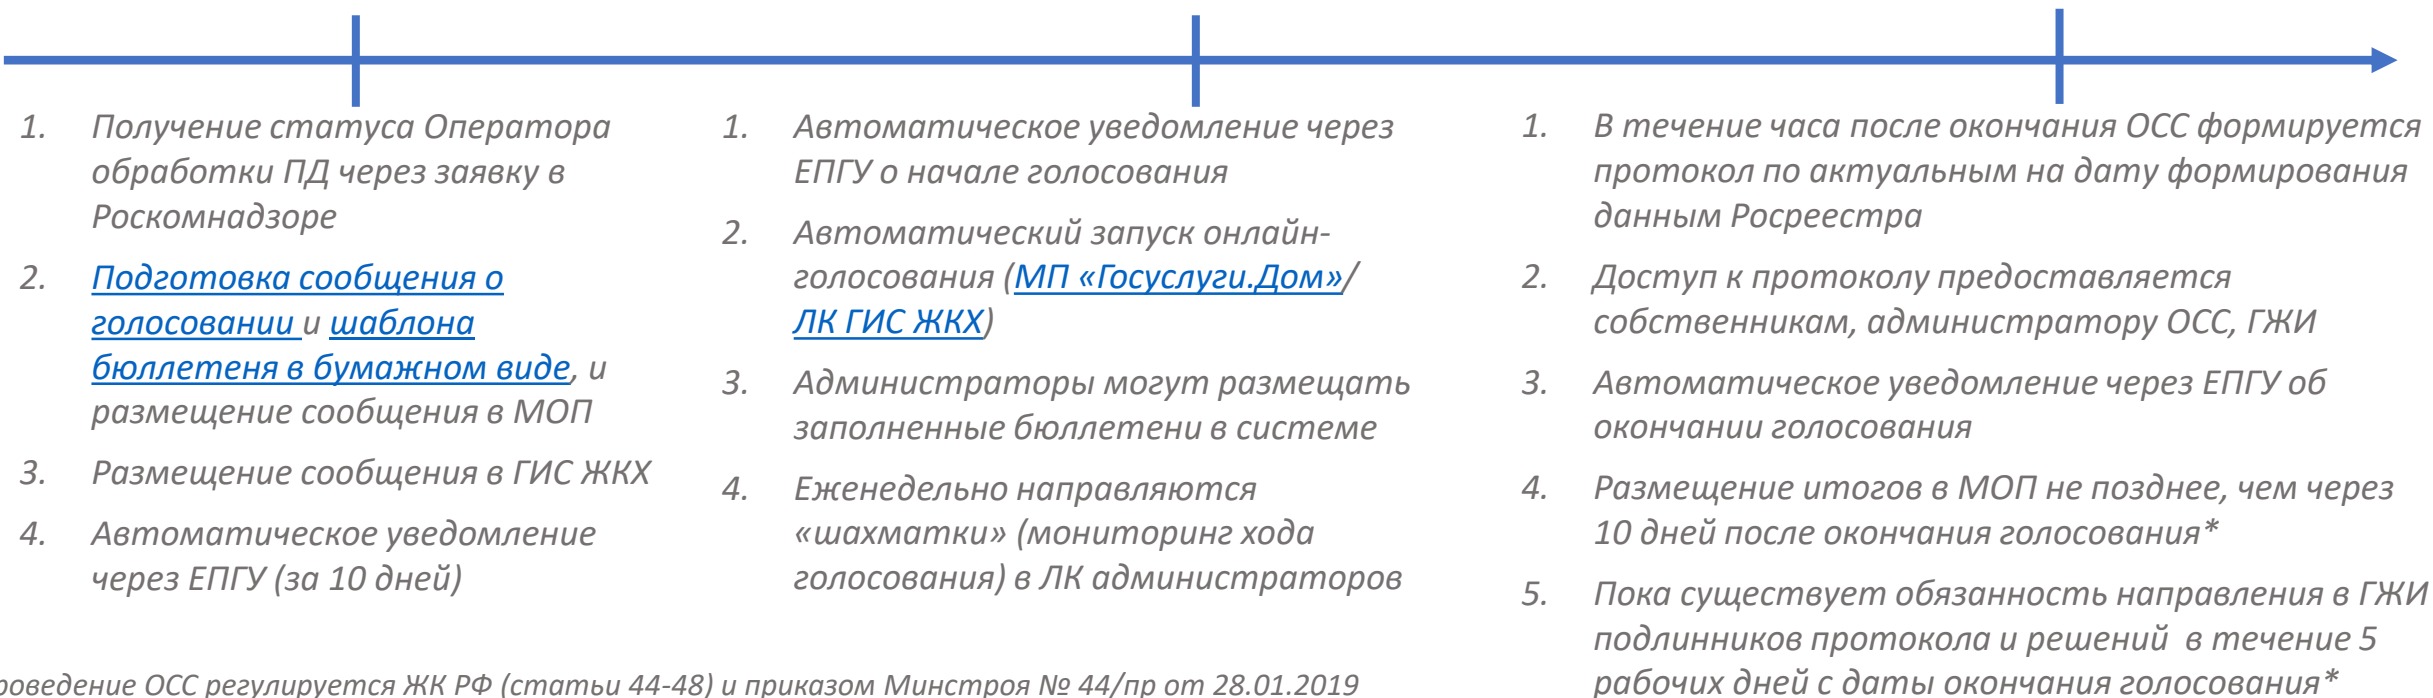 1. Получение статуса Оператора
обработки ПД через заявку в
Роскомнадзоре
2. Подготовка сообщения о
голосовании и шаблона
бюллетеня в бумажном виде, и
размещение сообщения в МОП
3. Размещение сообщения в ГИС ЖКХ
4. Автоматическое уведомление
через ЕПГУ (за 10 дней)
1. Автоматическое уведомление через
ЕПГУ о начале голосования
2. Автоматический запуск онлайн-
голосования (МП «Госуслуги.Дом»/
ЛК ГИС ЖКХ)
3. Администраторы могут размещать
заполненные бюллетени в системе
4. Еженедельно направляются
«шахматки» (мониторинг хода
голосования) в ЛК администраторов
1. В течение часа после окончания ОСС формируется
протокол по актуальным на дату формирования
данным Росреестра
2. Доступ к протоколу предоставляется
собственникам, администратору ОСС, ГЖИ
3. Автоматическое уведомление через ЕПГУ об
окончании голосования
4. Размещение итогов в МОП не позднее, чем через
10 дней после окончания голосования*
5. Пока существует обязанность направления в ГЖИ
подлинников протокола и решений в течение 5
рабочих дней с даты окончания голосования*
роведение ОСС регулируется ЖК РФ (статьи 44-48) и приказом Минстроя № 44/пр от 28.01.2019